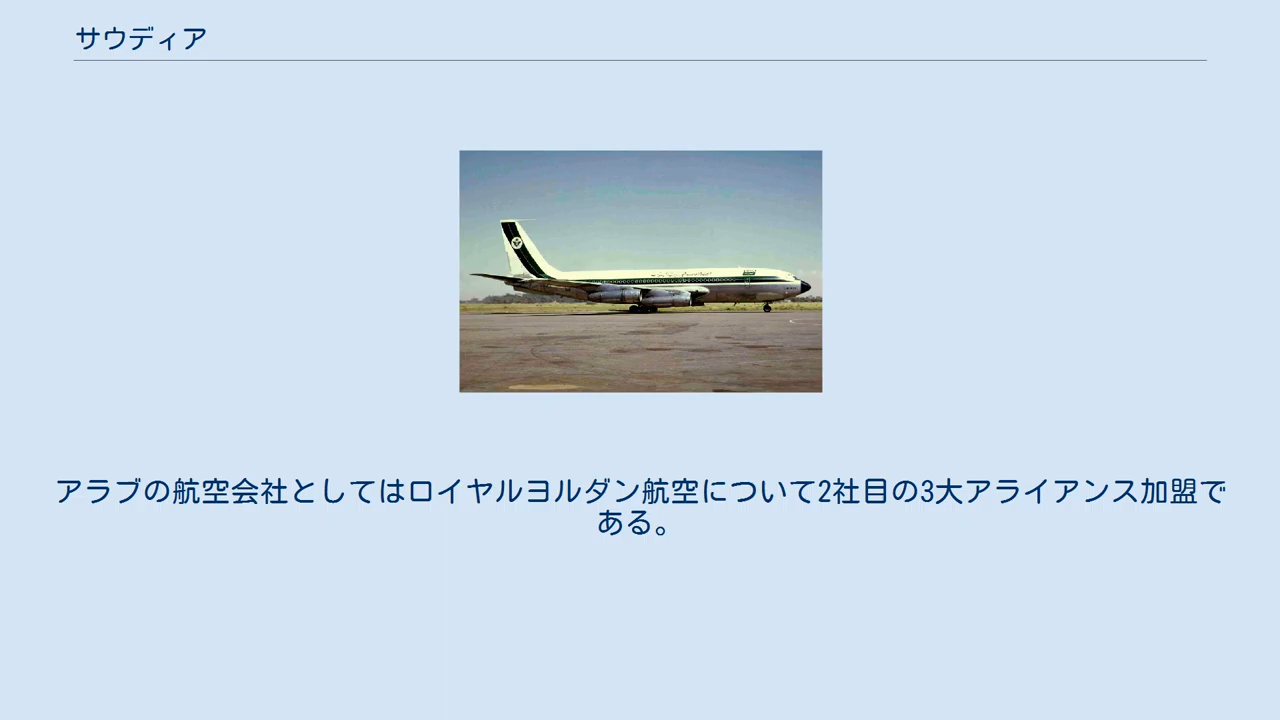 サウディア
アラブの航空会社としてはロイヤルヨルダン航空について2社目の3大アライアンス加盟で
ある。